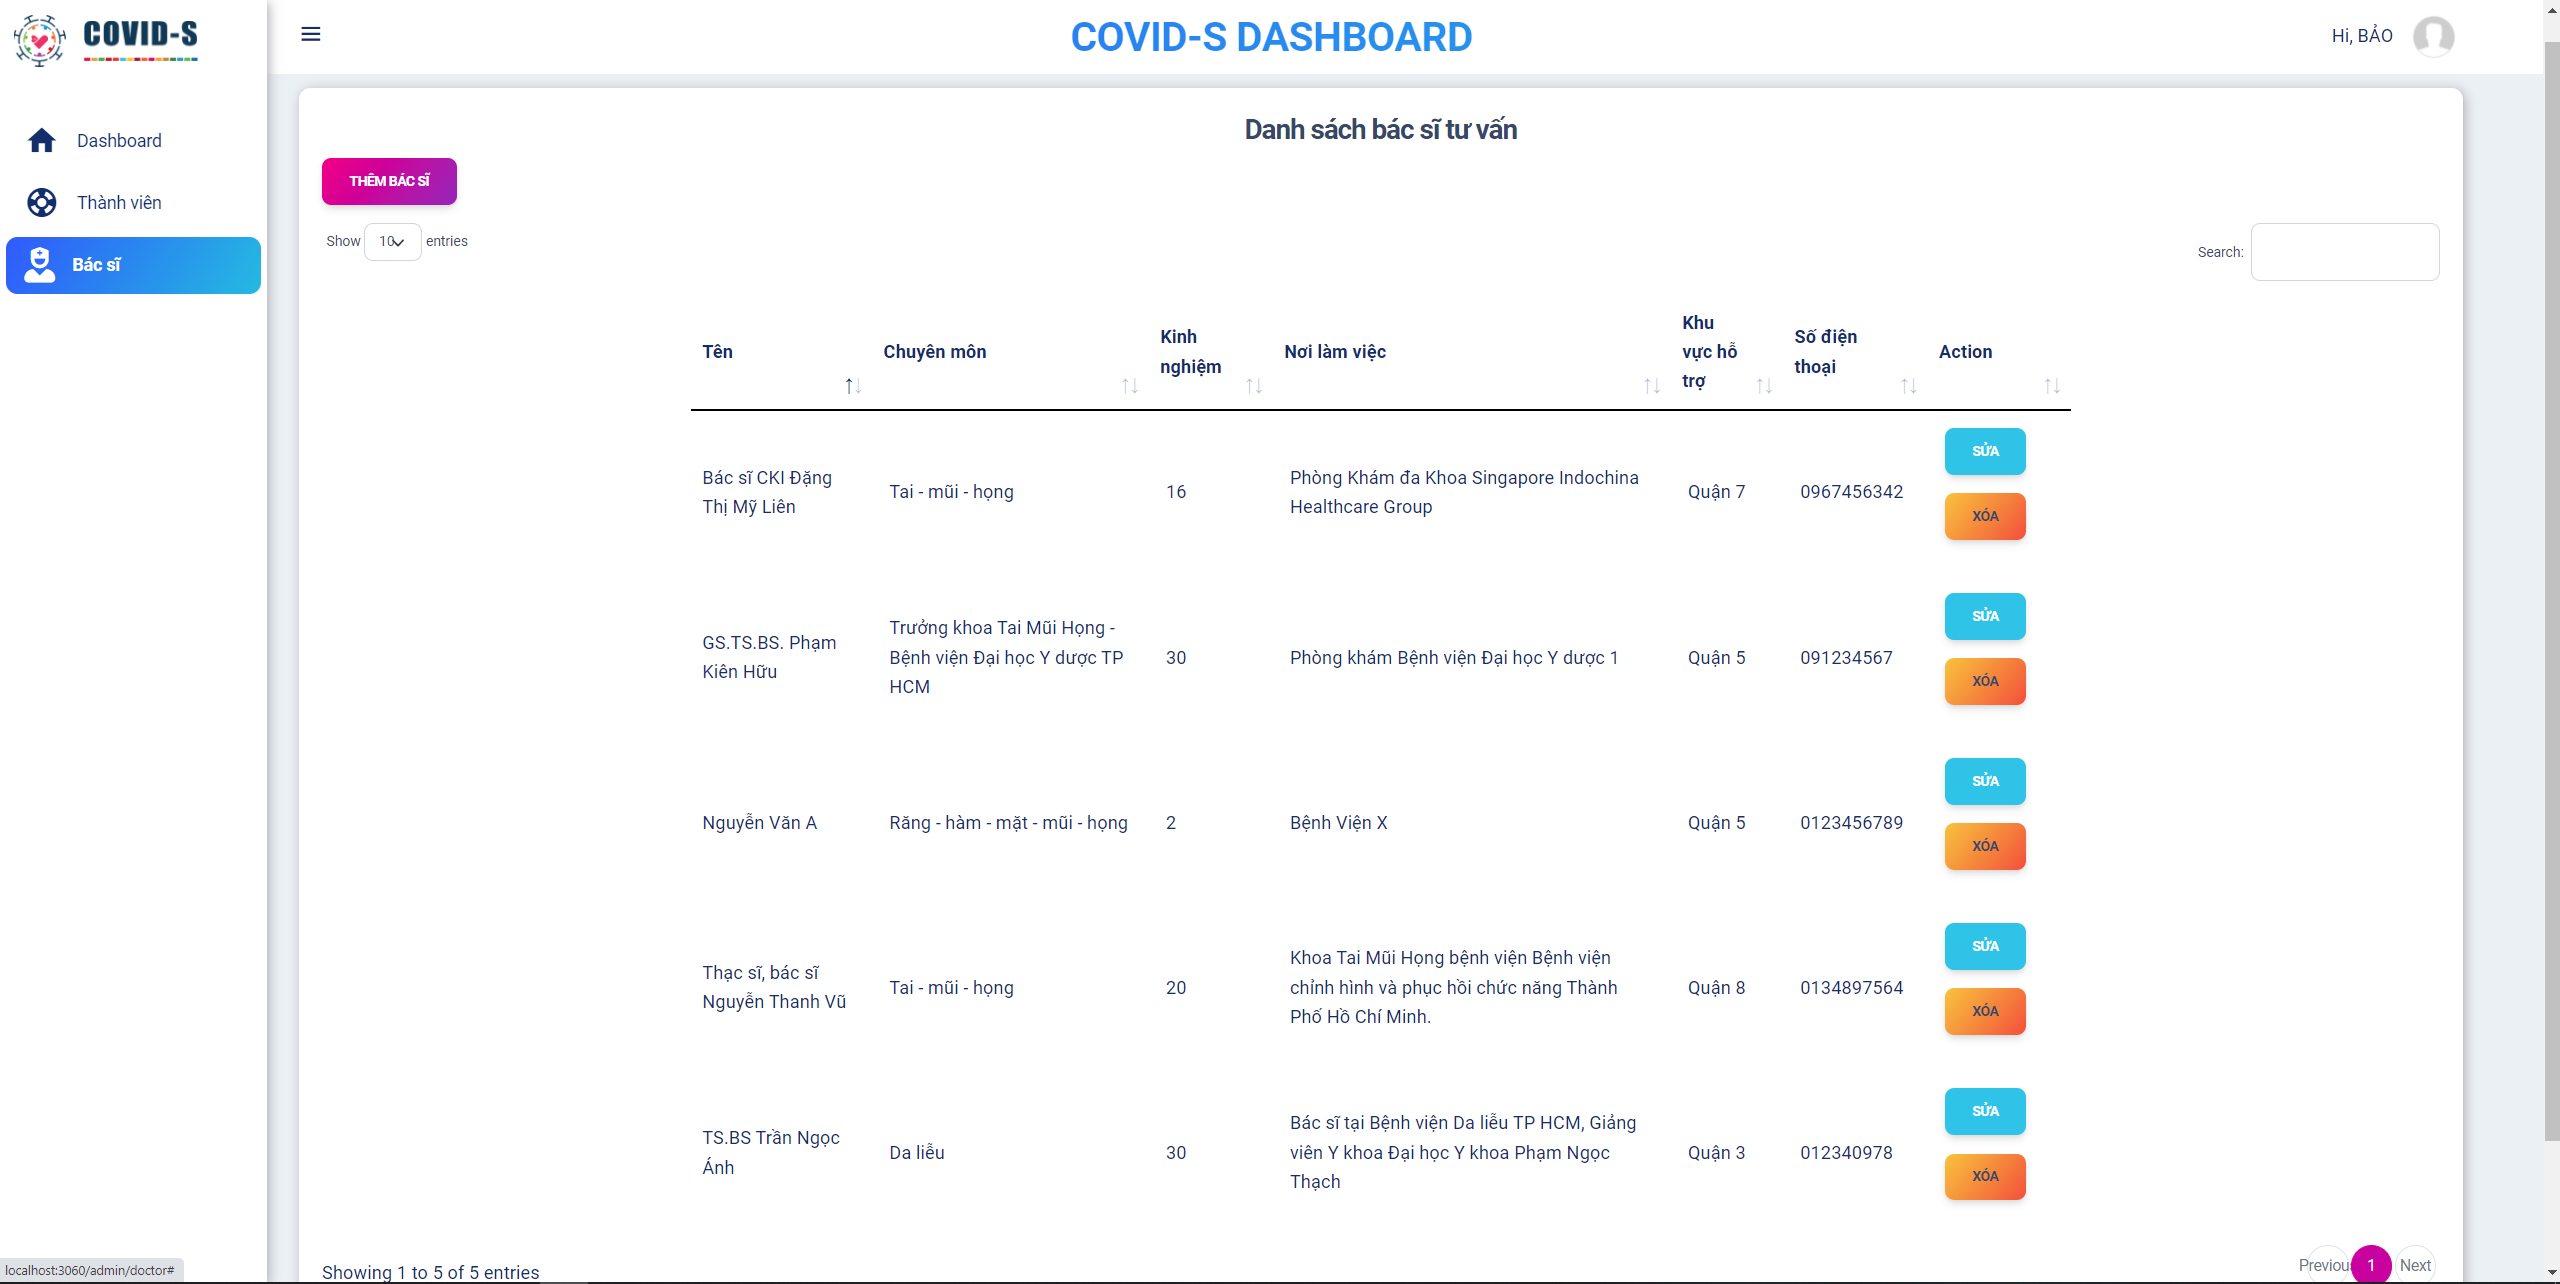 COVID-S
COVID-S DASHBOARD
Hi, BẢO
Dashboard
Thành viên
Bác sĩ
Danh sách bác sĩ tư vấn
THÊM BÁC SĨ
Show 10 entries
Search:
Tên Chuyên môn Kinh nghiệm Nơi làm việc Khu vực hỗ trợ Số điện thoại Action
Bác sĩ CKI Đặng
Thị Mỹ Liên
Tai - mũi - họng
16
Phòng Khám đa Khoa Singapore Indochina
Healthcare Group
Quận 7
0967456342
SỬA
XÓA
GS.TS.BS. Phạm
Kiên Hữu
Trưởng khoa Tai Mũi Họng -
Bệnh viện Đại học Y dược TP
HCM
30
Phòng khám Bệnh viện Đại học Y dược 1
Quận 5
091234567
SỬA
XÓA
Nguyễn Văn A
Răng - hàm - mặt - mũi - họng
2
Bệnh Viện X
Quận 5
0123456789
SỬA
XÓA
Thạc sĩ, bác sĩ
Nguyễn Thanh Vũ
Tai - mũi - họng
20
Khoa Tai Mũi Họng bệnh viện Bệnh viện
chỉnh hình và phục hồi chức năng Thành
Phố Hồ Chí Minh.
Quận 8
0134897564
SỬA
XÓA
TS.BS Trần Ngọc
Ánh
Da liễu
30
Bác sĩ tại Bệnh viện Da liễu TP HCM, Giảng
viên Y khoa Đại học Y khoa Phạm Ngọc
Thạch
Quận 3
012340978
SỬA
XÓA
Showing 1 to 5 of 5 entries
Previou 1 Next
localhost:3060/admin/doctor#